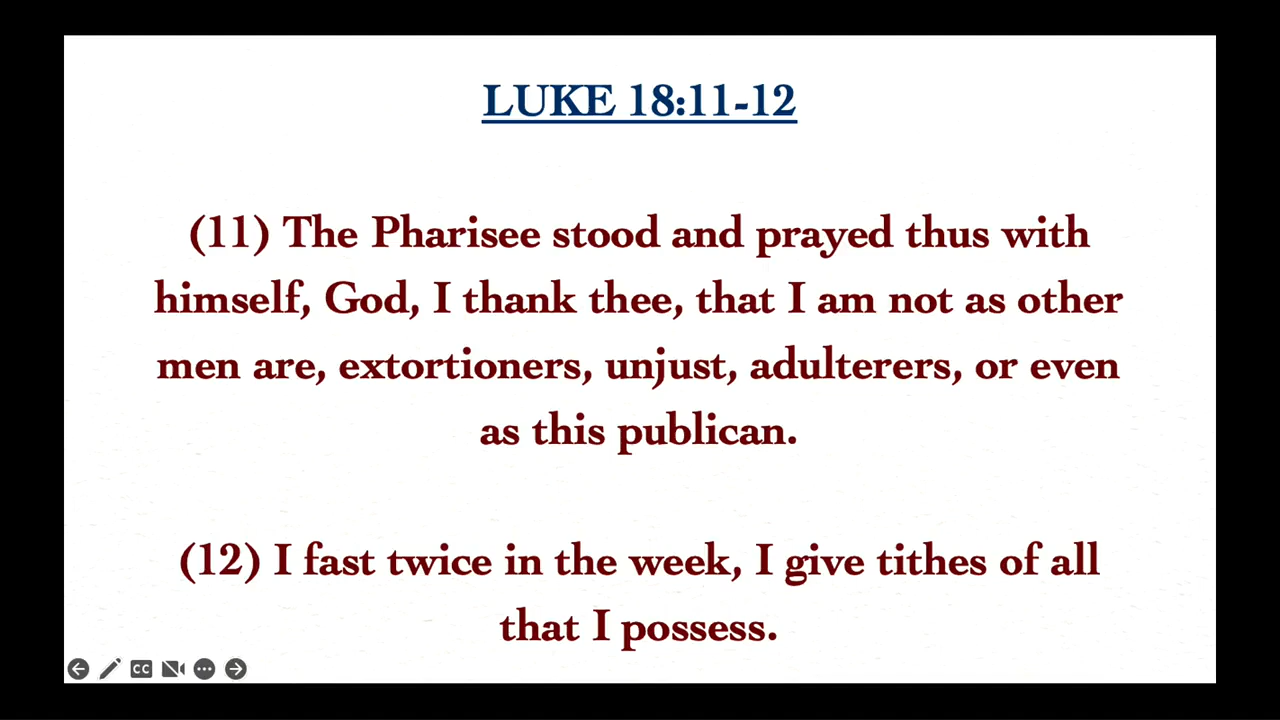 LUKE 18:11-12
(11) The Pharisee stood and prayed thus with
himself, God, I thank thee, that I am not as other
men are, extortioners, unjust, adulterers, or even
as this publican.
(12) I fast twice in the week, I give tithes of all
that I possess.
CC